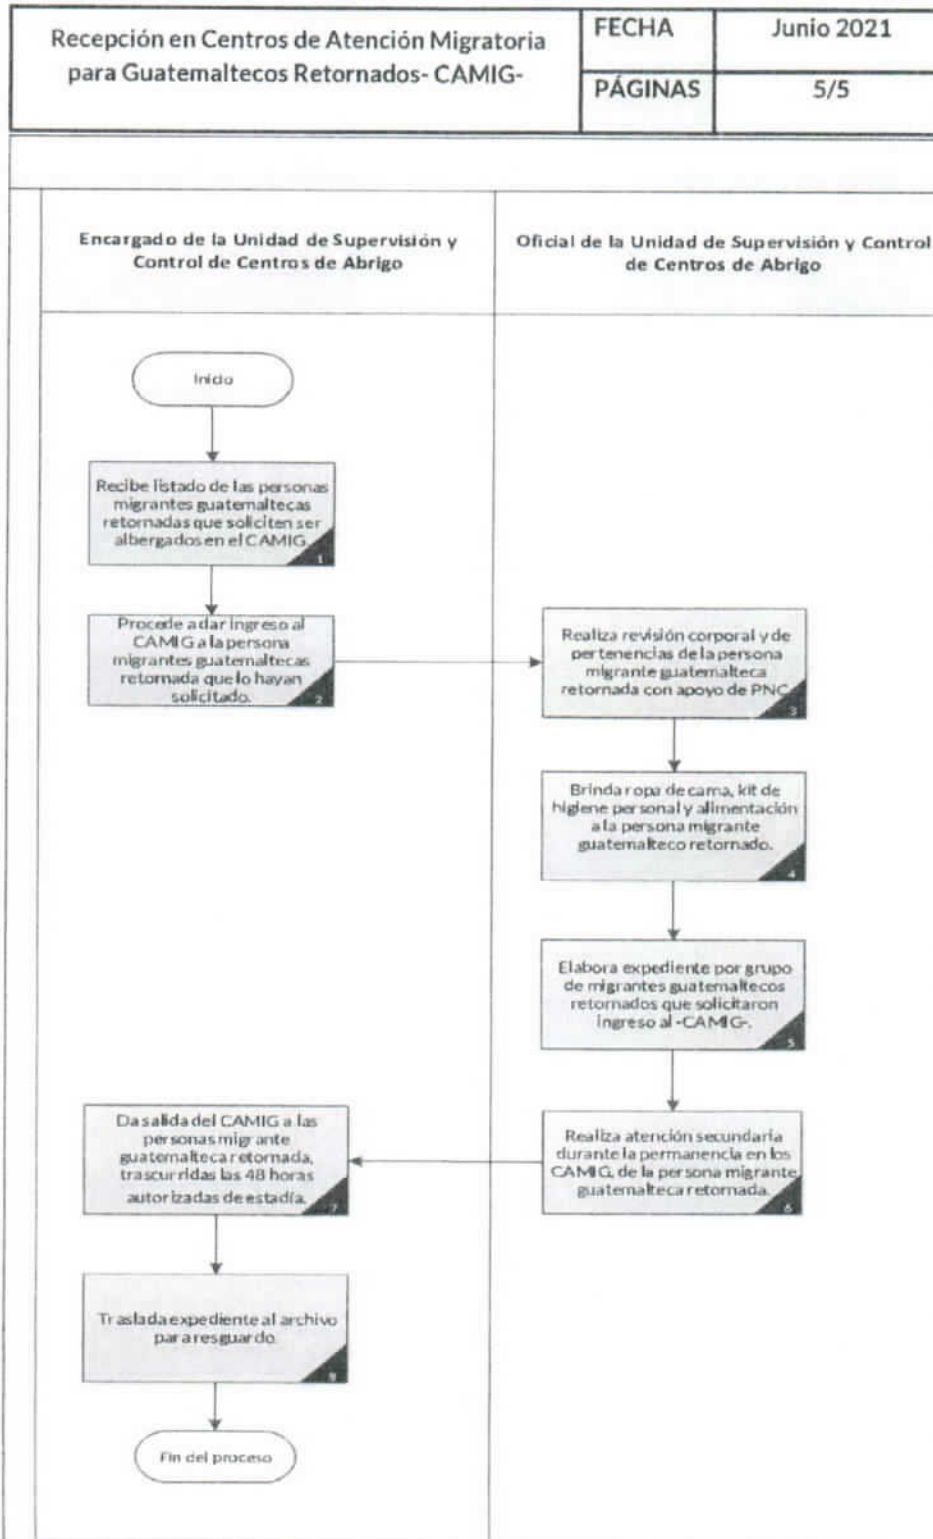 Recepción en Centros de Atención Migratoria
para Guatemaltecos Retornados- CAMIG-
FECHA
Junio 2021
PÁGINAS
5/5
Encargado de la Unidad de Supervisión y
Control de Centros de Abrigo
Oficial de la Unidad de Supervisión y Control
de Centros de Abrigo
Inicio
Recibe listado de las personas
migrantes guatemaltecas
retornadas que soliciten ser
albergados en el CAMIG.
1
Procede a dar ingreso al
CAMIG a la persona
migrantes guatemaltecas
retornada que lo hayan
solicitado.
2
Realiza revisión corporal y de
pertenencias de la persona
migrante guatemalteca
retornada con apoyo de PNC.
3
Brinda ropa de cama, kit de
higiene personal y alimentación
a la persona migrante
guatemalteco retornado.
4
Elabora expediente por grupo
de migrantes guatemaltecos
retornados que solicitaron
ingreso al -CAMIG-.
5
Realiza atención secundaria
durante la permanencia en los
CAMIG, de la persona migrante
guatemalteca retornada.
6
Da salida del CAMIG a las
personas migrante
guatemalteca retornada,
trascurridas las 48 horas
autorizadas de estadía.
7
Traslada expediente al archivo
para resguardo.
Fin del proceso